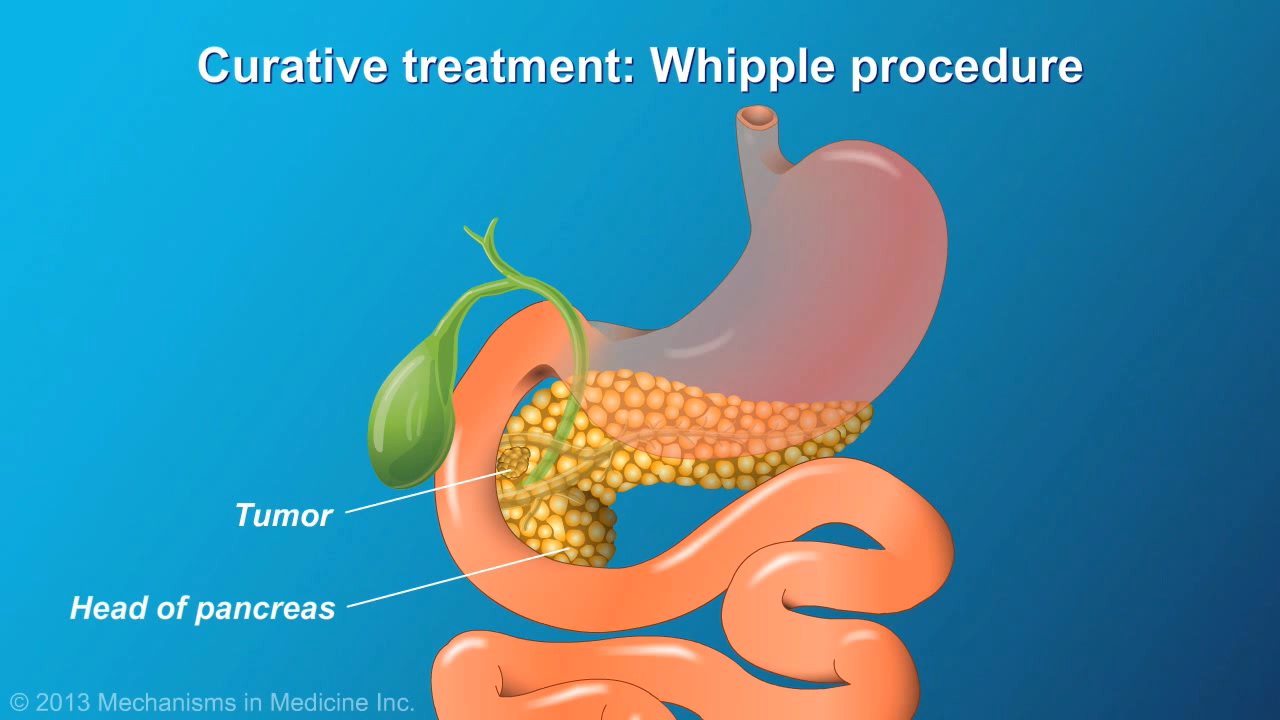 Curative treatment: Whipple procedure
Tumor
Head of pancreas
© 2013 Mechanisms in Medicine Inc.